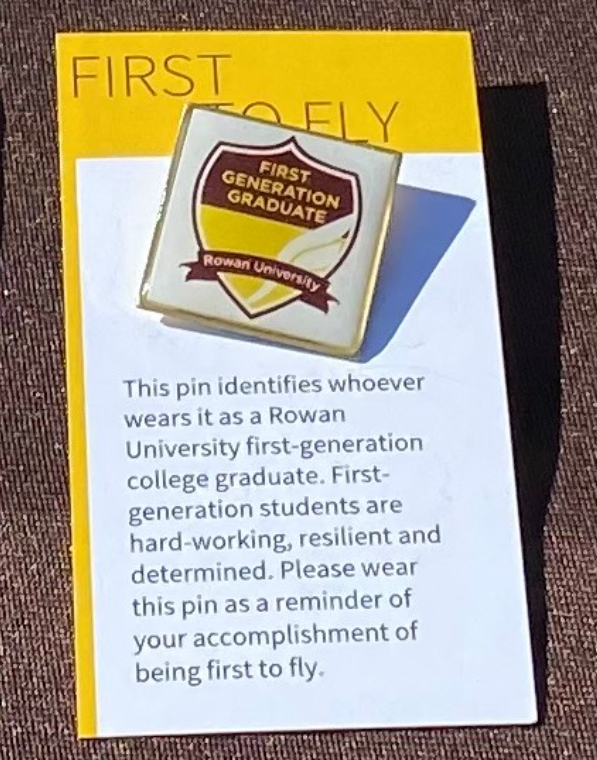 FIRST
TO FLY
FIRST
GENERATION
GRADUATE
Rowan University
This pin identifies whoever
wears it as a Rowan
University first-generation
college graduate. First-
generation students are
hard-working, resilient and
determined. Please wear
this pin as a reminder of
your accomplishment of
being first to fly.